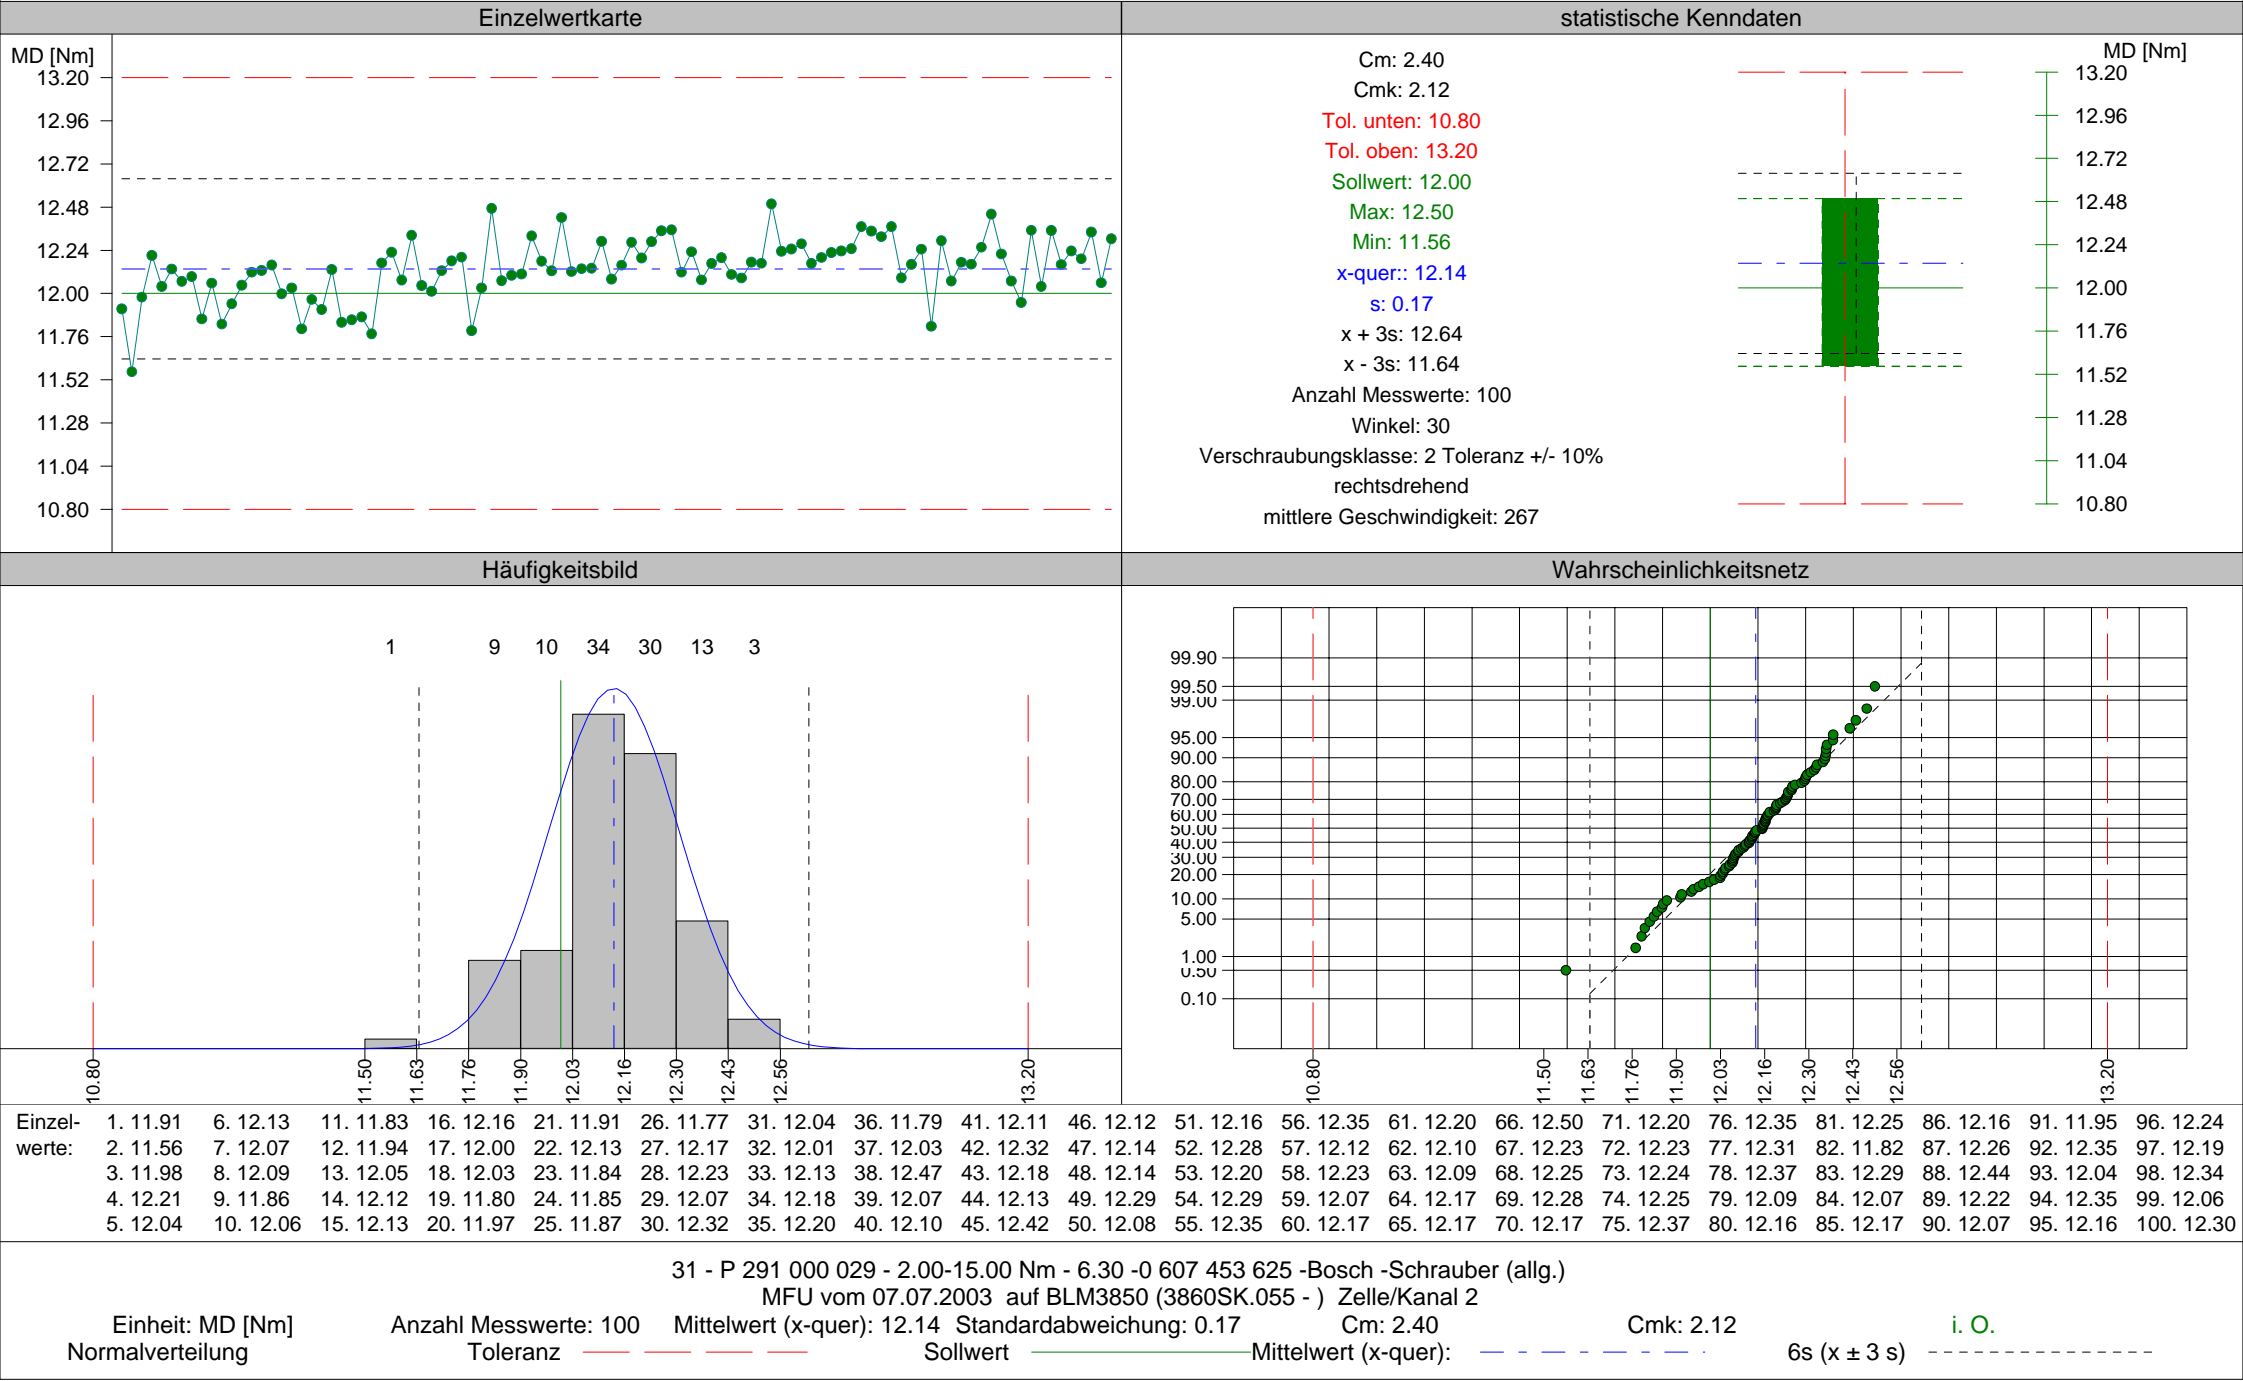 Einzelwertkarte
MD [Nm]
13.20
12.96
12.72
12.48
12.24
12.00
11.76
11.52
11.28
11.04
10.80
statistische Kenndaten
Cm: 2.40
Cmk: 2.12
Tol. unten: 10.80
Tol. oben: 13.20
Sollwert: 12.00
Max: 12.50
Min: 11.56
x-quer:: 12.14
s: 0.17
x + 3s: 12.64
x - 3s: 11.64
Anzahl Messwerte: 100
Winkel: 30
Verschraubungsklasse: 2 Toleranz +/- 10%
rechtsdrehend
mittlere Geschwindigkeit: 267
MD [Nm]
13.20
12.96
12.72
12.48
12.24
12.00
11.76
11.52
11.28
11.04
10.80
Häufigkeitsbild
1 9 10 34 30 13 3
10.80 11.50 11.63 11.76 11.90 12.03 12.16 12.30 12.43 12.56 13.20
Wahrscheinlichkeitsnetz
99.90
99.50
99.00
95.00
90.00
80.00
70.00
60.00
50.00
40.00
30.00
20.00
10.00
5.00
1.00
0.50
0.10
10.80 11.50 11.63 11.76 11.90 12.03 12.16 12.30 12.43 12.56 13.20
Einzel- 1. 11.91 6. 12.13 11. 11.83 16. 12.16 21. 11.91 26. 11.77 31. 12.04 36. 11.79 41. 12.11 46. 12.12 51. 12.16 56. 12.35 61. 12.20 66. 12.50 71. 12.20 76. 12.35 81. 12.25 86. 12.16 91. 11.95 96. 12.24
werte: 2. 11.56 7. 12.07 12. 11.94 17. 12.00 22. 12.13 27. 12.17 32. 12.01 37. 12.03 42. 12.32 47. 12.14 52. 12.28 57. 12.12 62. 12.10 67. 12.23 72. 12.23 77. 12.31 82. 11.82 87. 12.26 92. 12.35 97. 12.19
3. 11.98 8. 12.09 13. 12.05 18. 12.03 23. 11.84 28. 12.23 33. 12.13 38. 12.47 43. 12.18 48. 12.14 53. 12.20 58. 12.23 63. 12.09 68. 12.25 73. 12.24 78. 12.37 83. 12.29 88. 12.44 93. 12.04 98. 12.34
4. 12.21 9. 11.86 14. 12.12 19. 11.80 24. 11.85 29. 12.07 34. 12.18 39. 12.07 44. 12.13 49. 12.29 54. 12.29 59. 12.07 64. 12.17 69. 12.28 74. 12.25 79. 12.09 84. 12.07 89. 12.22 94. 12.35 99. 12.06
5. 12.04 10. 12.06 15. 12.13 20. 11.97 25. 11.87 30. 12.32 35. 12.20 40. 12.10 45. 12.42 50. 12.08 55. 12.35 60. 12.17 65. 12.17 70. 12.17 75. 12.37 80. 12.16 85. 12.17 90. 12.07 95. 12.16 100. 12.30
31 - P 291 000 029 - 2.00-15.00 Nm - 6.30 -0 607 453 625 -Bosch -Schrauber (allg.)
MFU vom 07.07.2003 auf BLM3850 (3860SK.055 - ) Zelle/Kanal 2
Einheit: MD [Nm] Anzahl Messwerte: 100 Mittelwert (x-quer): 12.14 Standardabweichung: 0.17 Cm: 2.40 Cmk: 2.12 i. O.
Normalverteilung Toleranz Sollwert Mittelwert (x-quer): 6s (x ± 3 s)